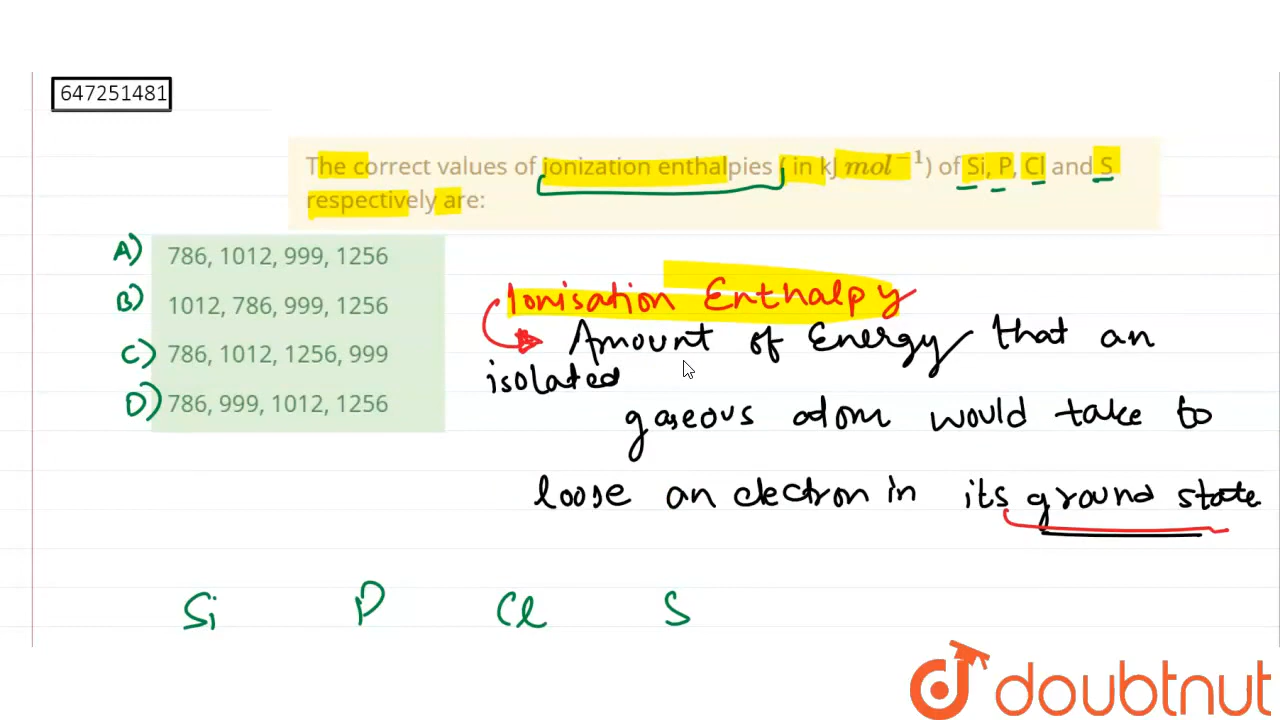 647251481
The correct values of ionization enthalpies ( in kJ mol⁻¹) of Si, P, Cl and S
respectively are:
A) 786, 1012, 999, 1256
B) 1012, 786, 999, 1256
C) 786, 1012, 1256, 999
D) 786, 999, 1012, 1256
Ionisation Enthalpy
Amount of Energy that an
isolated
gaseous atom would take to
loose an electron in its ground state
Si P Cl S
doubtnut